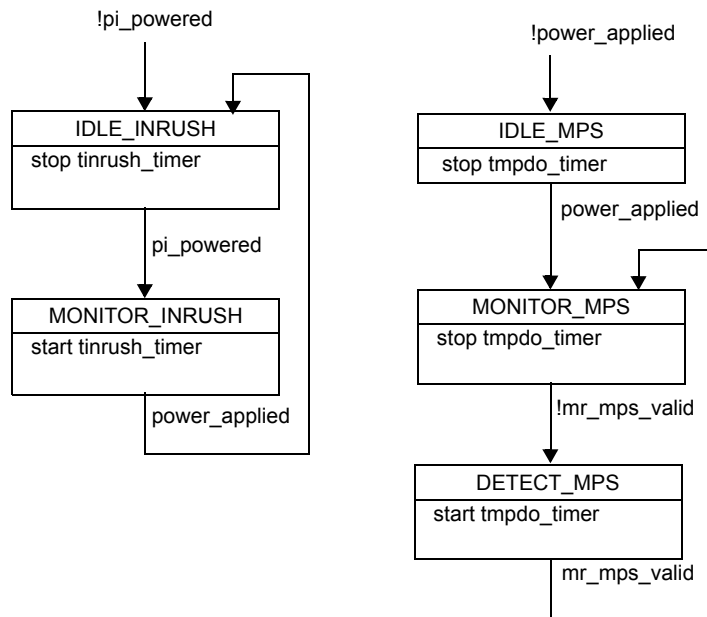 !pi_powered
IDLE_INRUSH
stop tinrush_timer
pi_powered
MONITOR_INRUSH
start tinrush_timer
power_applied
!power_applied
IDLE_MPS
stop tmpdo_timer
power_applied
MONITOR_MPS
stop tmpdo_timer
!mr_mps_valid
DETECT_MPS
start tmpdo_timer
mr_mps_valid